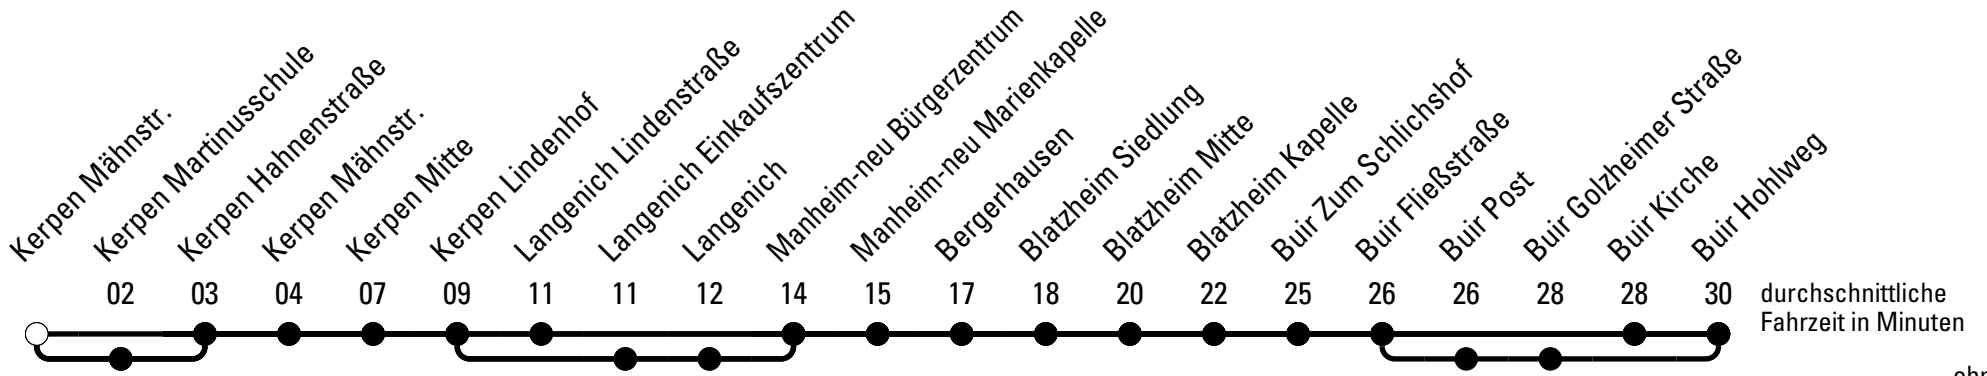 Kerpen Mähnstr.
Kerpen Martinusschule
Kerpen Hahnenstraße
Kerpen Mähnstr.
Kerpen Mitte
Kerpen Lindenhof
Langenich Lindenstraße
Langenich Einkaufszentrum
Langenich
Manheim-neu Bürgerzentrum
Manheim-neu Marienkapelle
Bergerhausen
Blatzheim Siedlung
Blatzheim Mitte
Blatzheim Kapelle
Buir Zum Schlichshof
Buir Fließstraße
Buir Post
Buir Golzheimer Straße
Buir Kirche
Buir Hohlweg
02 03 04 07 09 11 11 12 14 15 17 18 20 22 25 26 26 28 28 30 durchschnittliche
Fahrzeit in Minuten